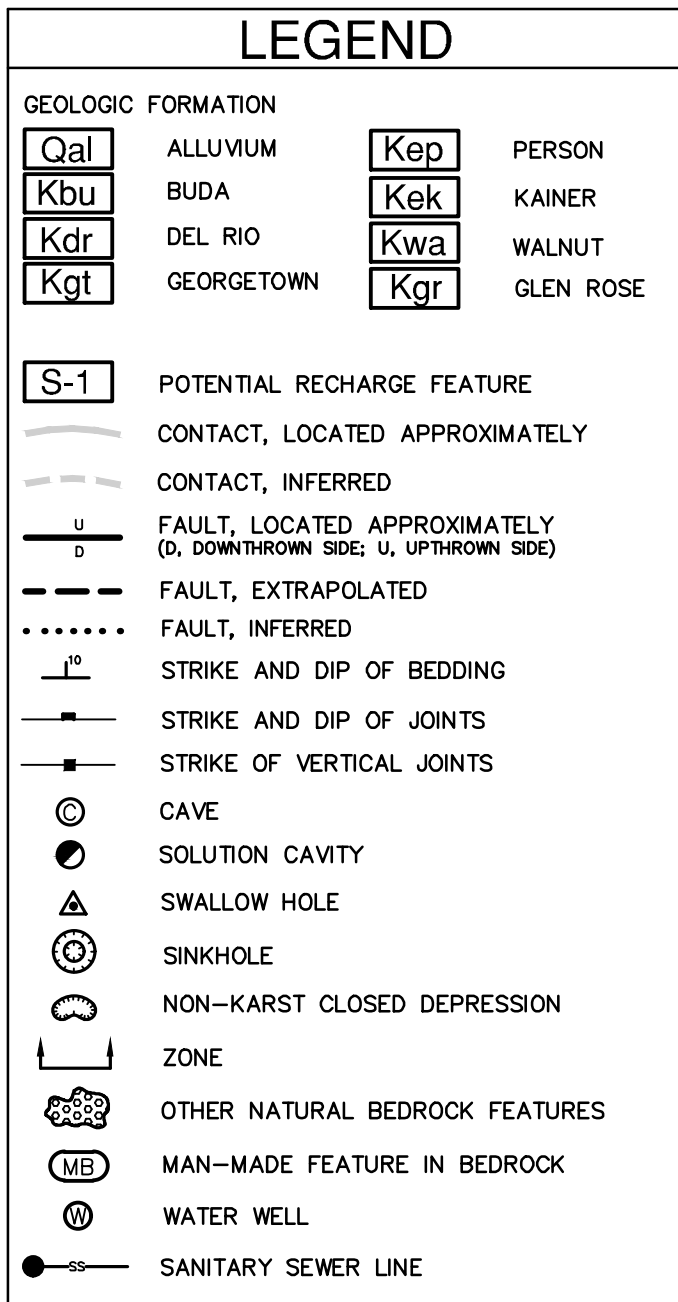 LEGEND
GEOLOGIC FORMATION
Qal ALLUVIUM Kep PERSON
Kbu BUDA Kek KAINER
Kdr DEL RIO Kwa WALNUT
Kgt GEORGETOWN Kgr GLEN ROSE
S-1 POTENTIAL RECHARGE FEATURE
CONTACT, LOCATED APPROXIMATELY
CONTACT, INFERRED
U
D
FAULT, LOCATED APPROXIMATELY
(D, DOWNTHROWN SIDE; U, UPTHROWN SIDE)
FAULT, EXTRAPOLATED
FAULT, INFERRED
10 STRIKE AND DIP OF BEDDING
STRIKE AND DIP OF JOINTS
STRIKE OF VERTICAL JOINTS
C CAVE
SOLUTION CAVITY
SWALLOW HOLE
SINKHOLE
NON-KARST CLOSED DEPRESSION
ZONE
OTHER NATURAL BEDROCK FEATURES
MB MAN-MADE FEATURE IN BEDROCK
W WATER WELL
SS SANITARY SEWER LINE